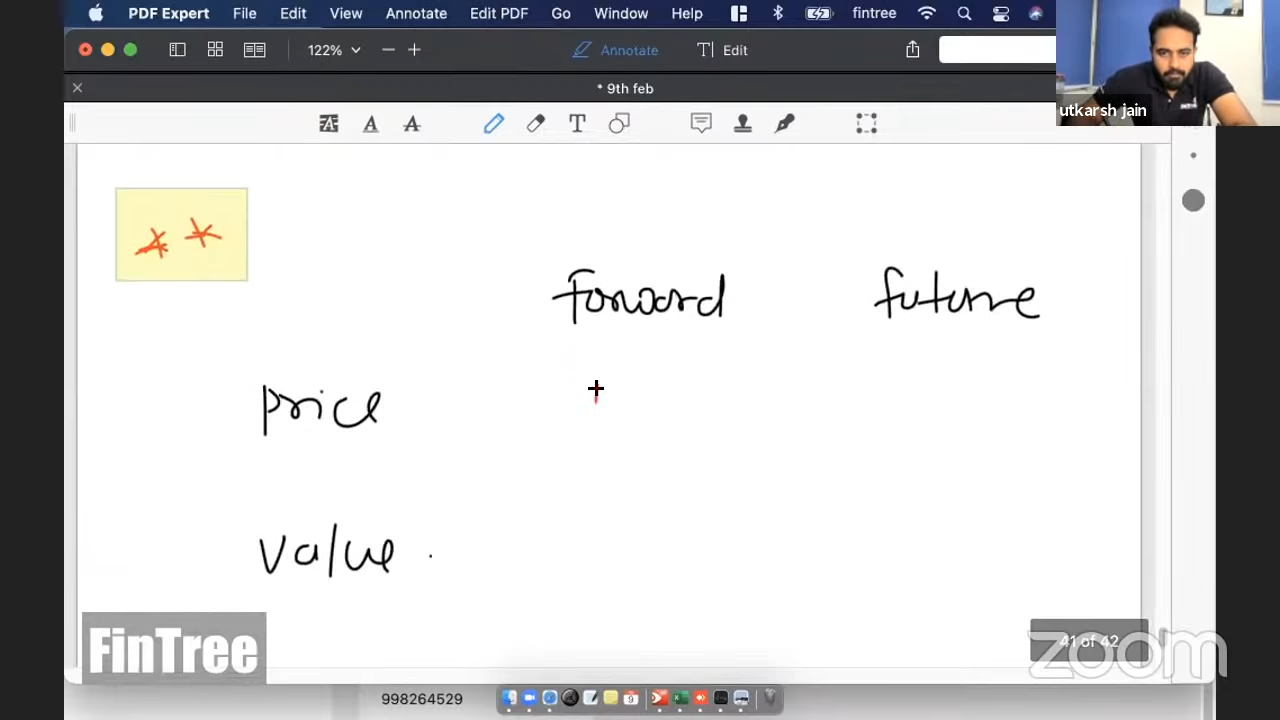 PDF Expert File Edit View Annotate Edit PDF Go Window Help fintree
122% Annotate T Edit
* 9th feb
utkarsh jain
Forward future
price
value
FinTree
41 of 42
zoom
998264529